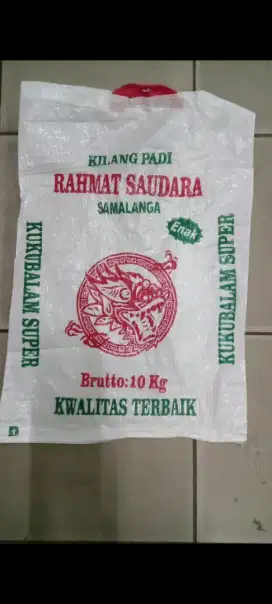 KILANG PADI
RAHMAT SAUDARA
SAMALANGA
Enak
KUKUBALAM SUPER
KUKUBALAM SUPER
Brutto: 10 Kg
KWALITAS TERBAIK